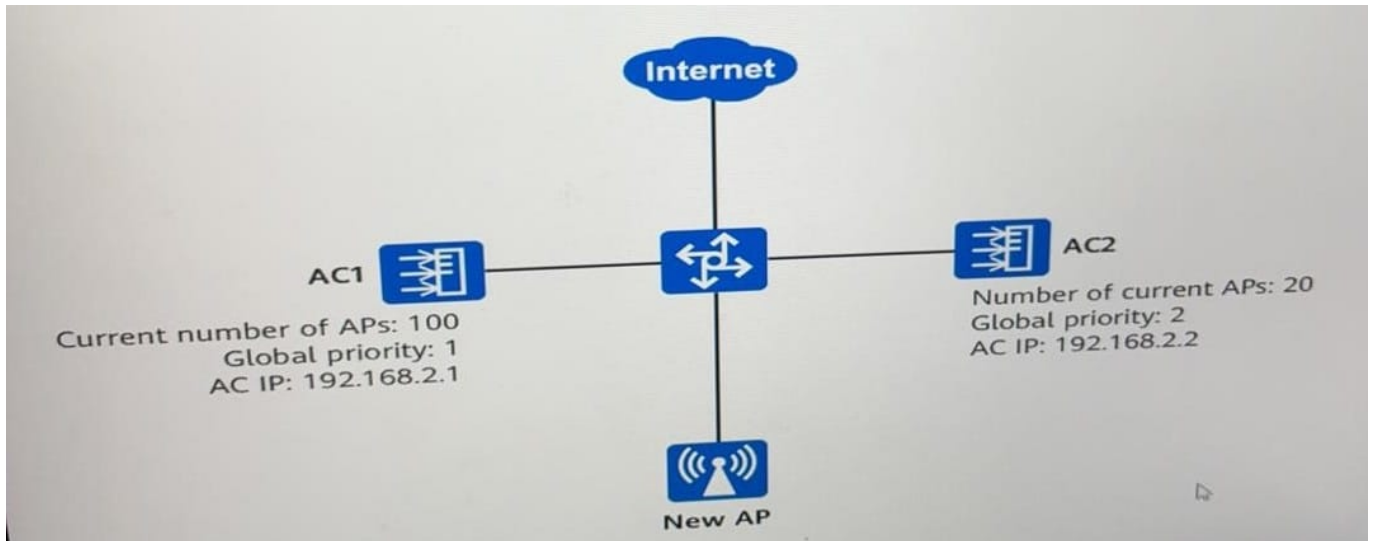 Internet
AC1
Current number of APs: 100
Global priority: 1
AC IP: 192.168.2.1
AC2
Number of current APs: 20
Global priority: 2
AC IP: 192.168.2.2
New AP